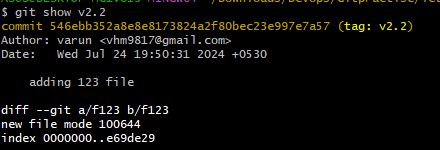 $ git show v2.2
commit 546ebb352a8e8e8173824a2f80bec23e997e7a57 (tag: v2.2)
Author: varun <vhm9817@gmail.com>
Date:   Wed Jul 24 19:50:31 2024 +0530
    adding 123 file
diff --git a/f123 b/f123
new file mode 100644
index 0000000..e69de29